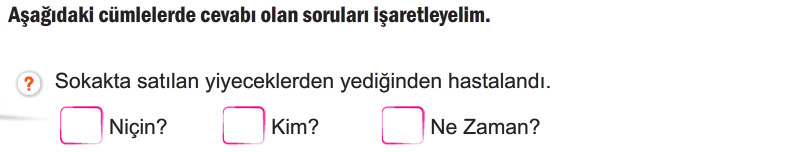 Aşağıdaki cümlelerde cevabı olan soruları işaretleyelim.
? Sokakta satılan yiyeceklerden yediğinden hastalandı.
Niçin? Kim? Ne Zaman?